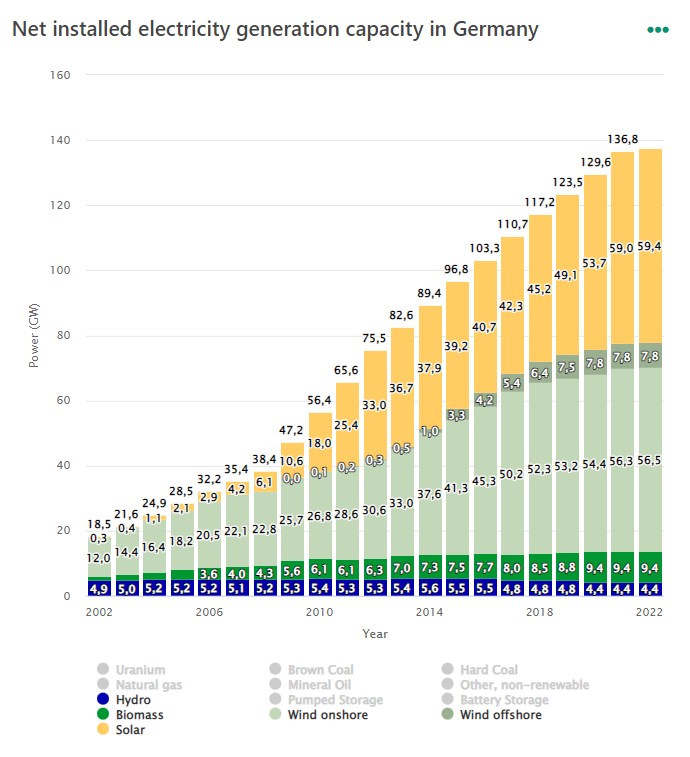 Net installed electricity generation capacity in Germany
160
140
120
100
80
60
40
20
0
Power (GW)
136,8
129,6
123,5
117,2
110,7
103,3
96,8
89,4
82,6
75,5
65,6
56,4
47,2
38,4
35,4
32,2
28,5
24,9
21,6
18,5
0,3 0,4 1,1 2,1 2,9 4,2 6,1 10,6 18,0 25,4 33,0 36,7 37,9 39,2 40,7 42,3 45,2 49,1 53,7 59,0 59,4
0,0 0,1 0,2 0,3 0,5 1,0 3,3 4,2 5,4 6,4 7,5 7,8 7,8 7,8
12,0 14,4 16,4 18,2 20,5 22,1 22,8 25,7 26,8 28,6 30,6 33,0 37,6 41,3 45,3 50,2 52,3 53,2 54,4 56,3 56,5
3,6 4,0 4,3 5,6 6,1 6,1 6,3 7,0 7,3 7,5 7,7 8,0 8,5 8,8 9,4 9,4 9,4
4,9 5,0 5,2 5,2 5,2 5,1 5,2 5,3 5,4 5,3 5,3 5,4 5,6 5,5 5,5 4,8 4,8 4,8 4,4 4,4 4,4
2002 2006 2010 2014 2018 2022
Year
Uranium Brown Coal Hard Coal
Natural gas Mineral Oil Other, non-renewable
Hydro Pumped Storage Battery Storage
Biomass Wind onshore Wind offshore
Solar